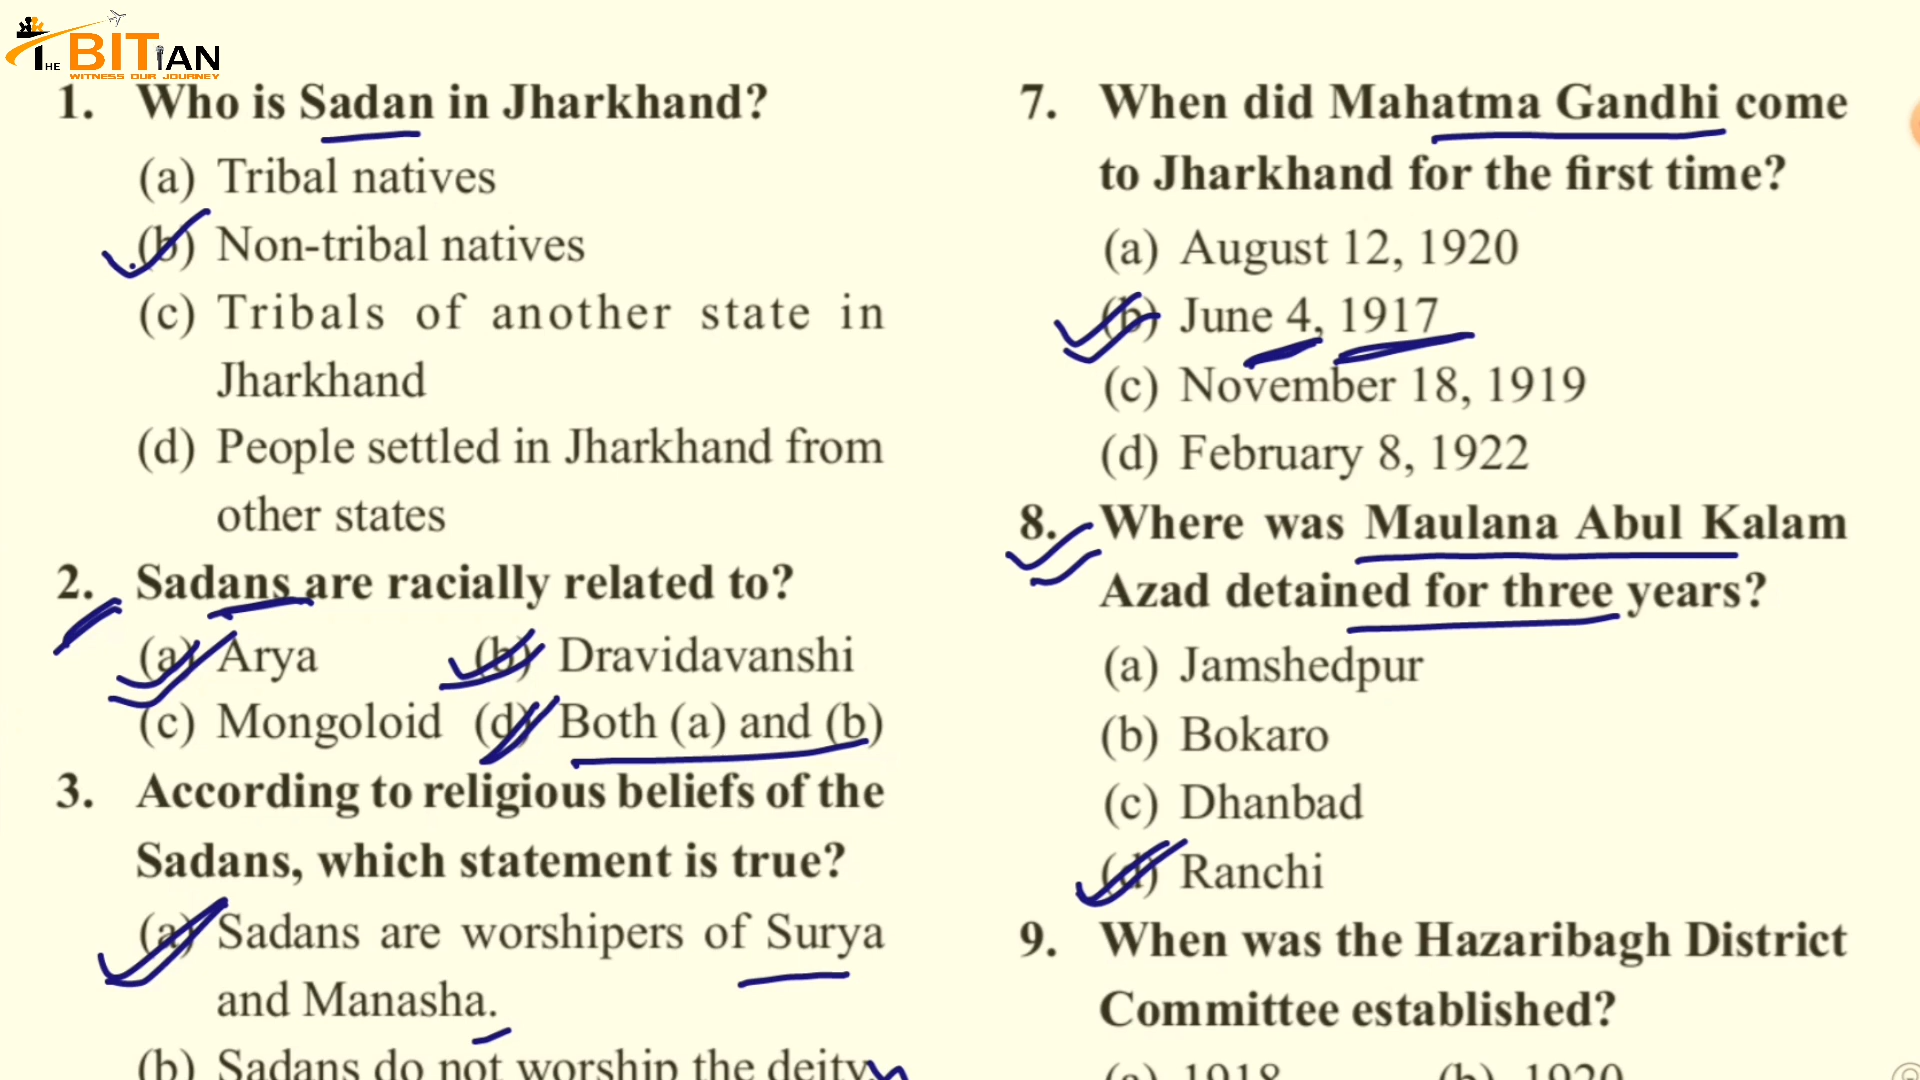 THE BITIAN
WITNESS OUR JOURNEY
1. Who is Sadan in Jharkhand?
(a) Tribal natives
(b) Non-tribal natives
(c) Tribals of another state in
Jharkhand
(d) People settled in Jharkhand from
other states
2. Sadans are racially related to?
(a) Arya (b) Dravidavanshi
(c) Mongoloid (d) Both (a) and (b)
3. According to religious beliefs of the
Sadans, which statement is true?
(a) Sadans are worshipers of Surya
and Manasha.
(b) Sadans do not worship the deity
7. When did Mahatma Gandhi come
to Jharkhand for the first time?
(a) August 12, 1920
(b) June 4, 1917
(c) November 18, 1919
(d) February 8, 1922
8. Where was Maulana Abul Kalam
Azad detained for three years?
(a) Jamshedpur
(b) Bokaro
(c) Dhanbad
(d) Ranchi
9. When was the Hazaribagh District
Committee established?
(a) 1918 (b) 1920